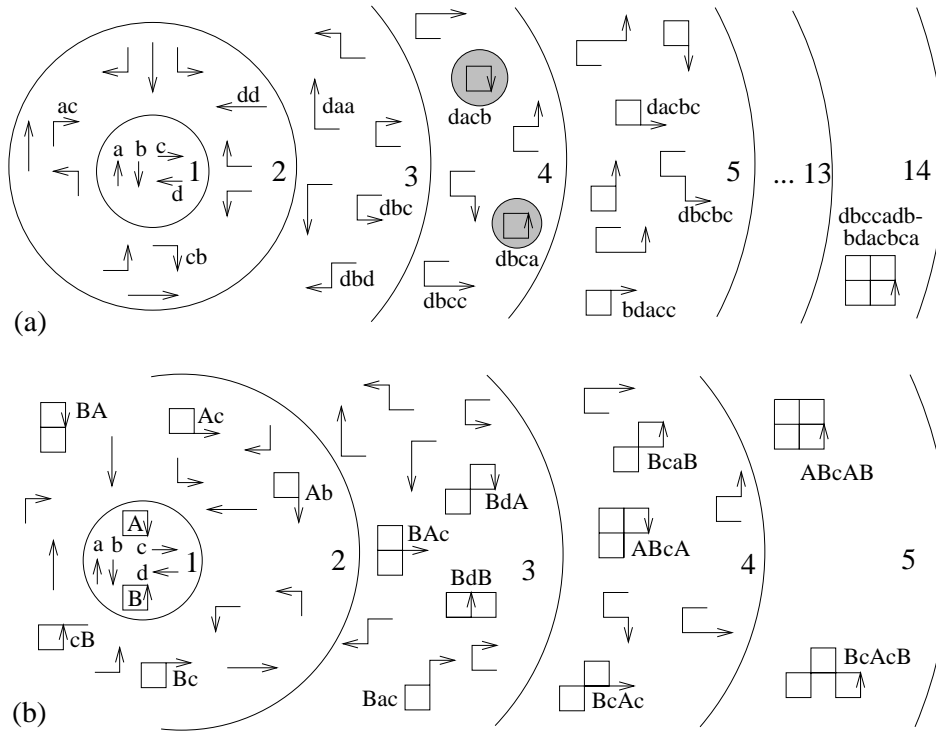 dd
ac
daa
a b c
1
d
2
3
dbc
cb
dbd
dacb
4
dbca
dbcc
dacbc
5
dbcbc
bdacc
... 13
14
dbccadb-
bdacbca
(a)
BA
Ac
Ab
A
a b c
1
d
B
2
cB
Bc
BdA
BAc
BdB
3
Bac
BcaB
ABcA
4
BcAc
ABcAB
5
BcAcB
(b)